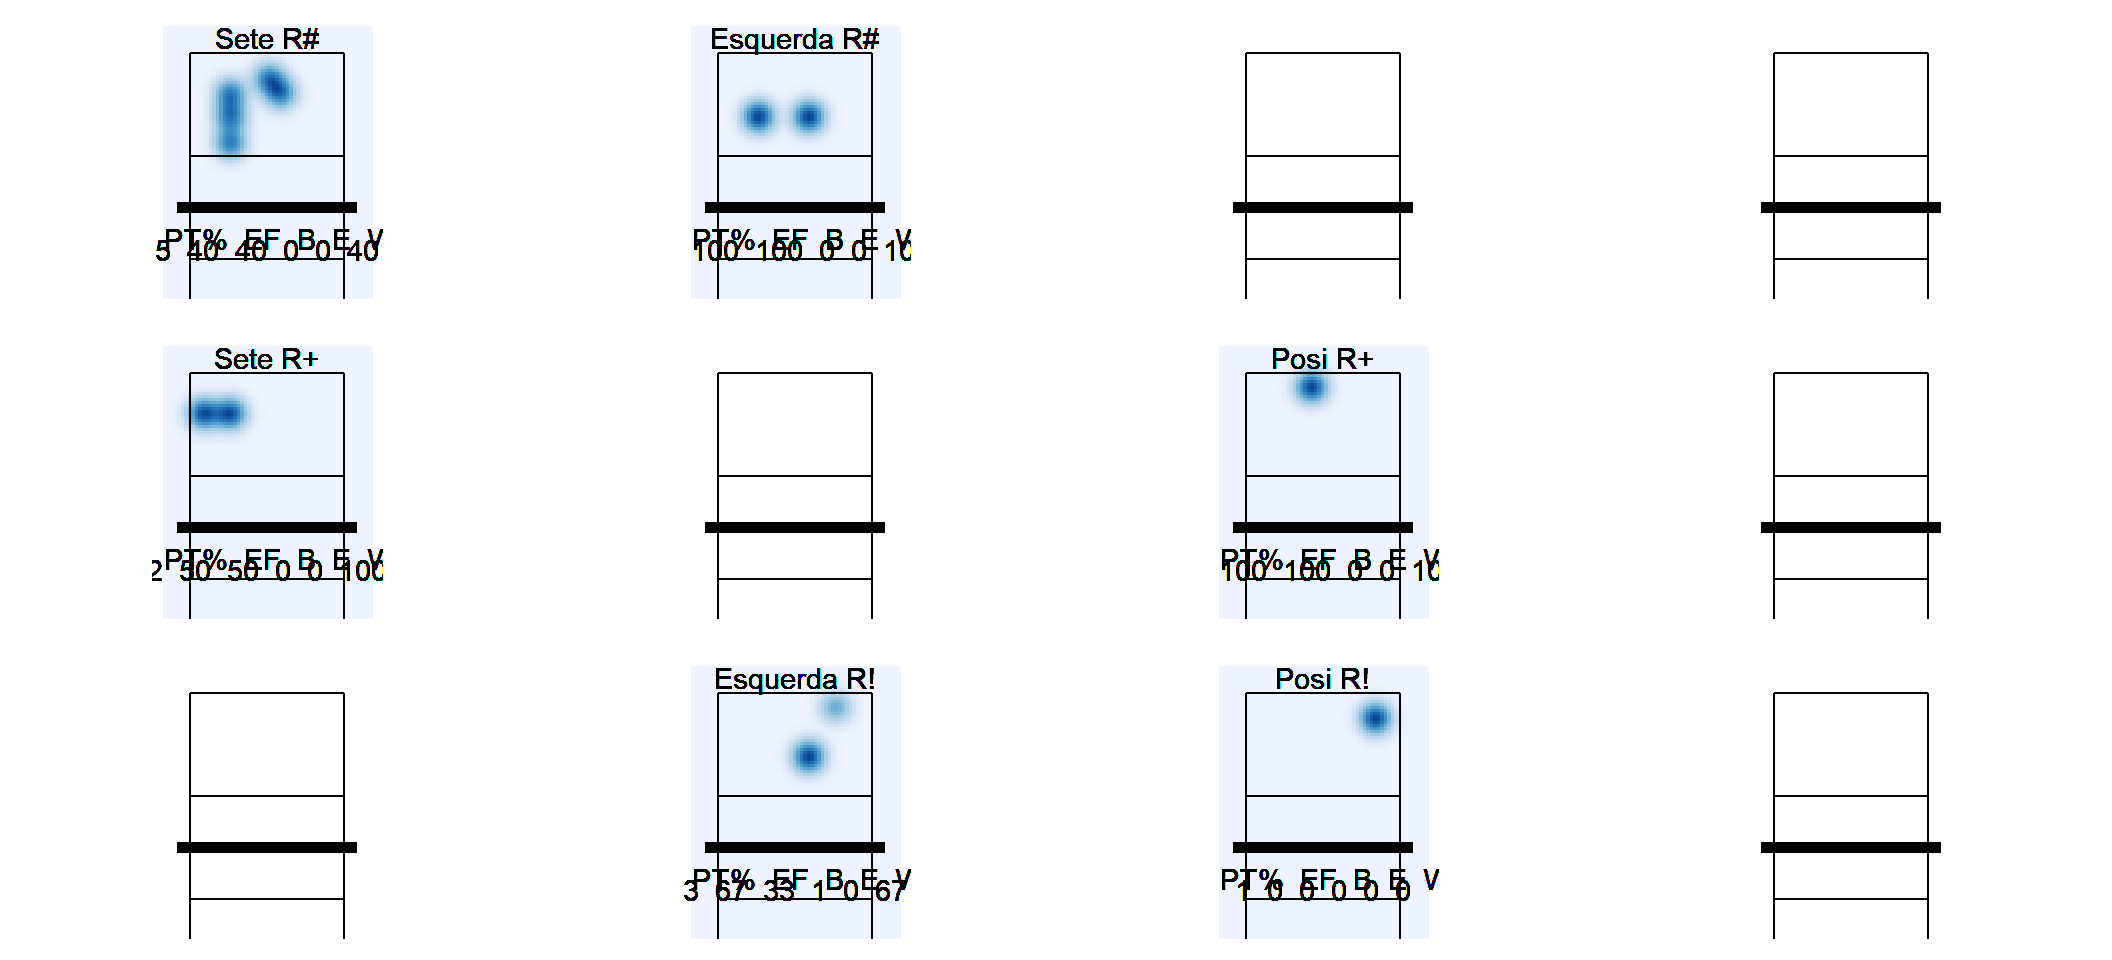 Sete R#
Esquerda R#
PT% EF B E V
5 40 40 0 0 40
PT% EF B E V
100 100 0 0 10
Sete R+
Posi R+
PT% EF B E V
2 50 50 0 0 100
PT% EF B E V
100 100 0 0 10
Esquerda R!
Posi R!
PT% EF B E V
3 67 33 1 0 67
PT% EF B E V
1 0 0 0 0 0